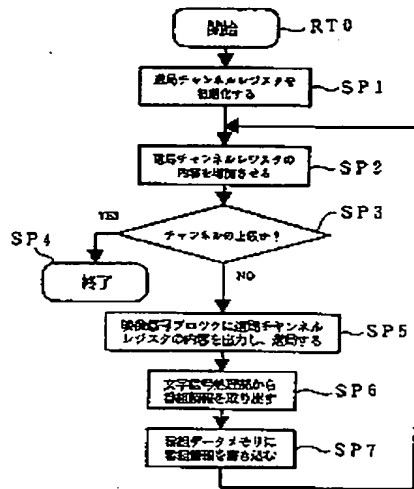 開始
RT0
選局チャンネルレジスタを
初期化する
SP1
選局チャンネルレジスタの
内容を増加させる
SP2
SP3
チャンネルの上限か?
YES
SP4
終了
NO
映像信号ブロックに選局チャンネル
レジスタの内容を出力し、選局する
SP5
文字信号処理部から
番組情報を取り出す
SP6
番組データメモリに
番組情報を書き込む
SP7